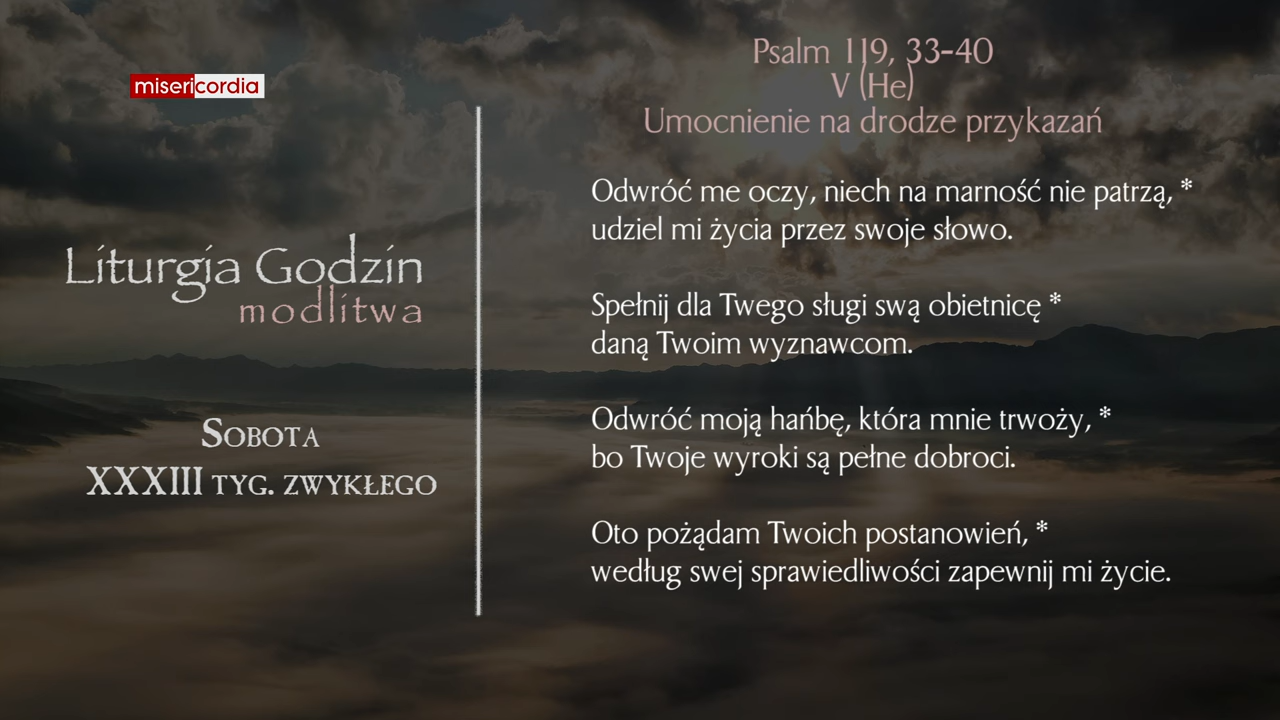 misericordia
Liturgia Godzin
modlitwa
Sobota
XXXIII tyg. zwykłego
Psalm 119, 33-40
V (He)
Umocnienie na drodze przykazań
Odwróć me oczy, niech na marność nie patrzą, *
udziel mi życia przez swoje słowo.
Spełnij dla Twego sługi swą obietnicę *
daną Twoim wyznawcom.
Odwróć moją hańbę, która mnie trwoży, *
bo Twoje wyroki są pełne dobroci.
Oto pożądam Twoich postanowień, *
według swej sprawiedliwości zapewnij mi życie.